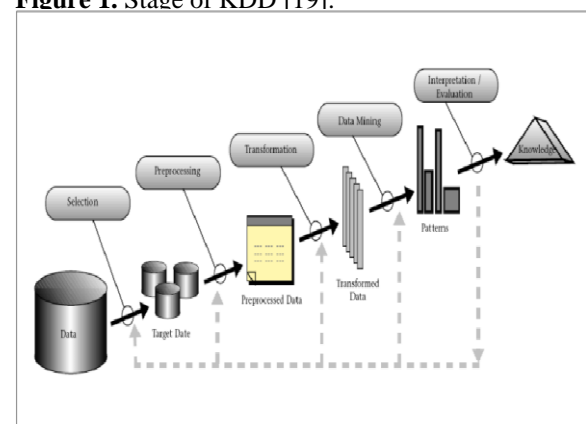 Figure 1. Stage of KDD [19].
Interpretation /
Evaluation
Data Mining
Transformation
Preprocessing
Selection
Knowledge
Patterns
Transformed
Data
Preprocessed Data
Target Date
Data